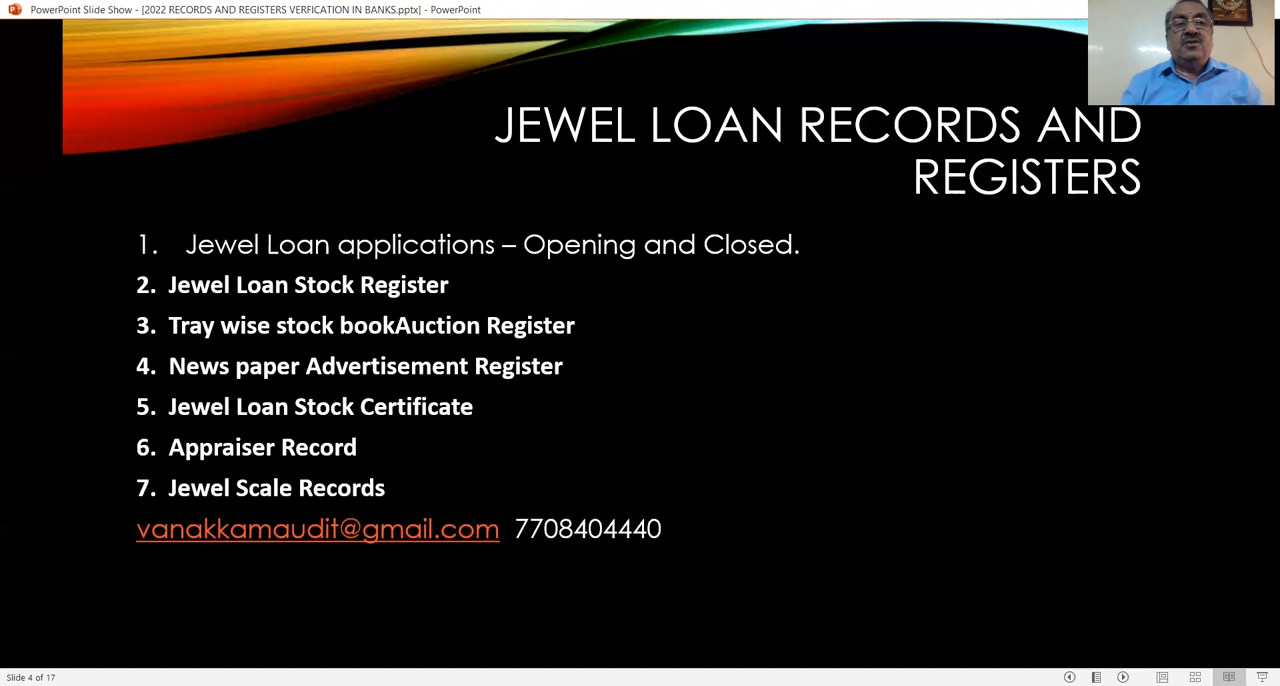 PowerPoint Slide Show - [2022 RECORDS AND REGISTERS VERFICATION IN BANKS.pptx] - PowerPoint
JEWEL LOAN RECORDS AND
REGISTERS
1. Jewel Loan applications – Opening and Closed.
2. Jewel Loan Stock Register
3. Tray wise stock bookAuction Register
4. News paper Advertisement Register
5. Jewel Loan Stock Certificate
6. Appraiser Record
7. Jewel Scale Records
vanakkamaudit@gmail.com 7708404440
Slide 4 of 17